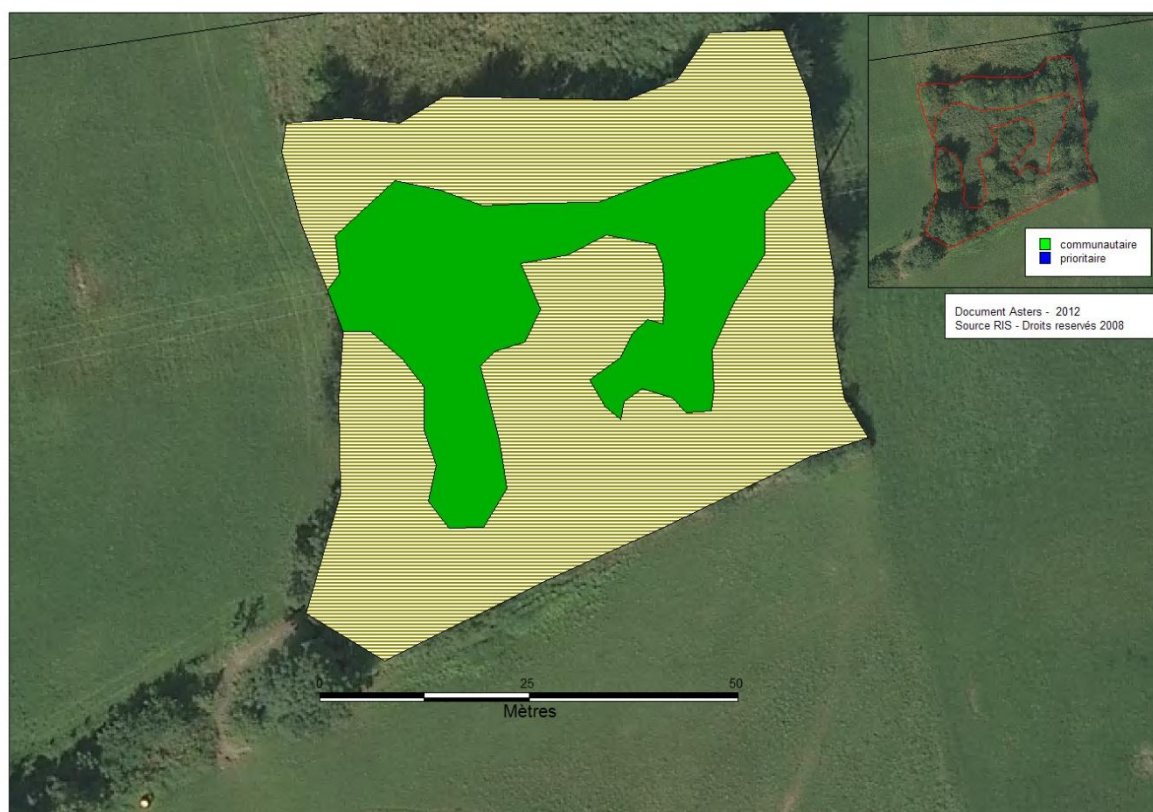 communautaire
prioritaire
Document Asters - 2012
Source RIS - Droits reservés 2008
0 25 50
Mètres